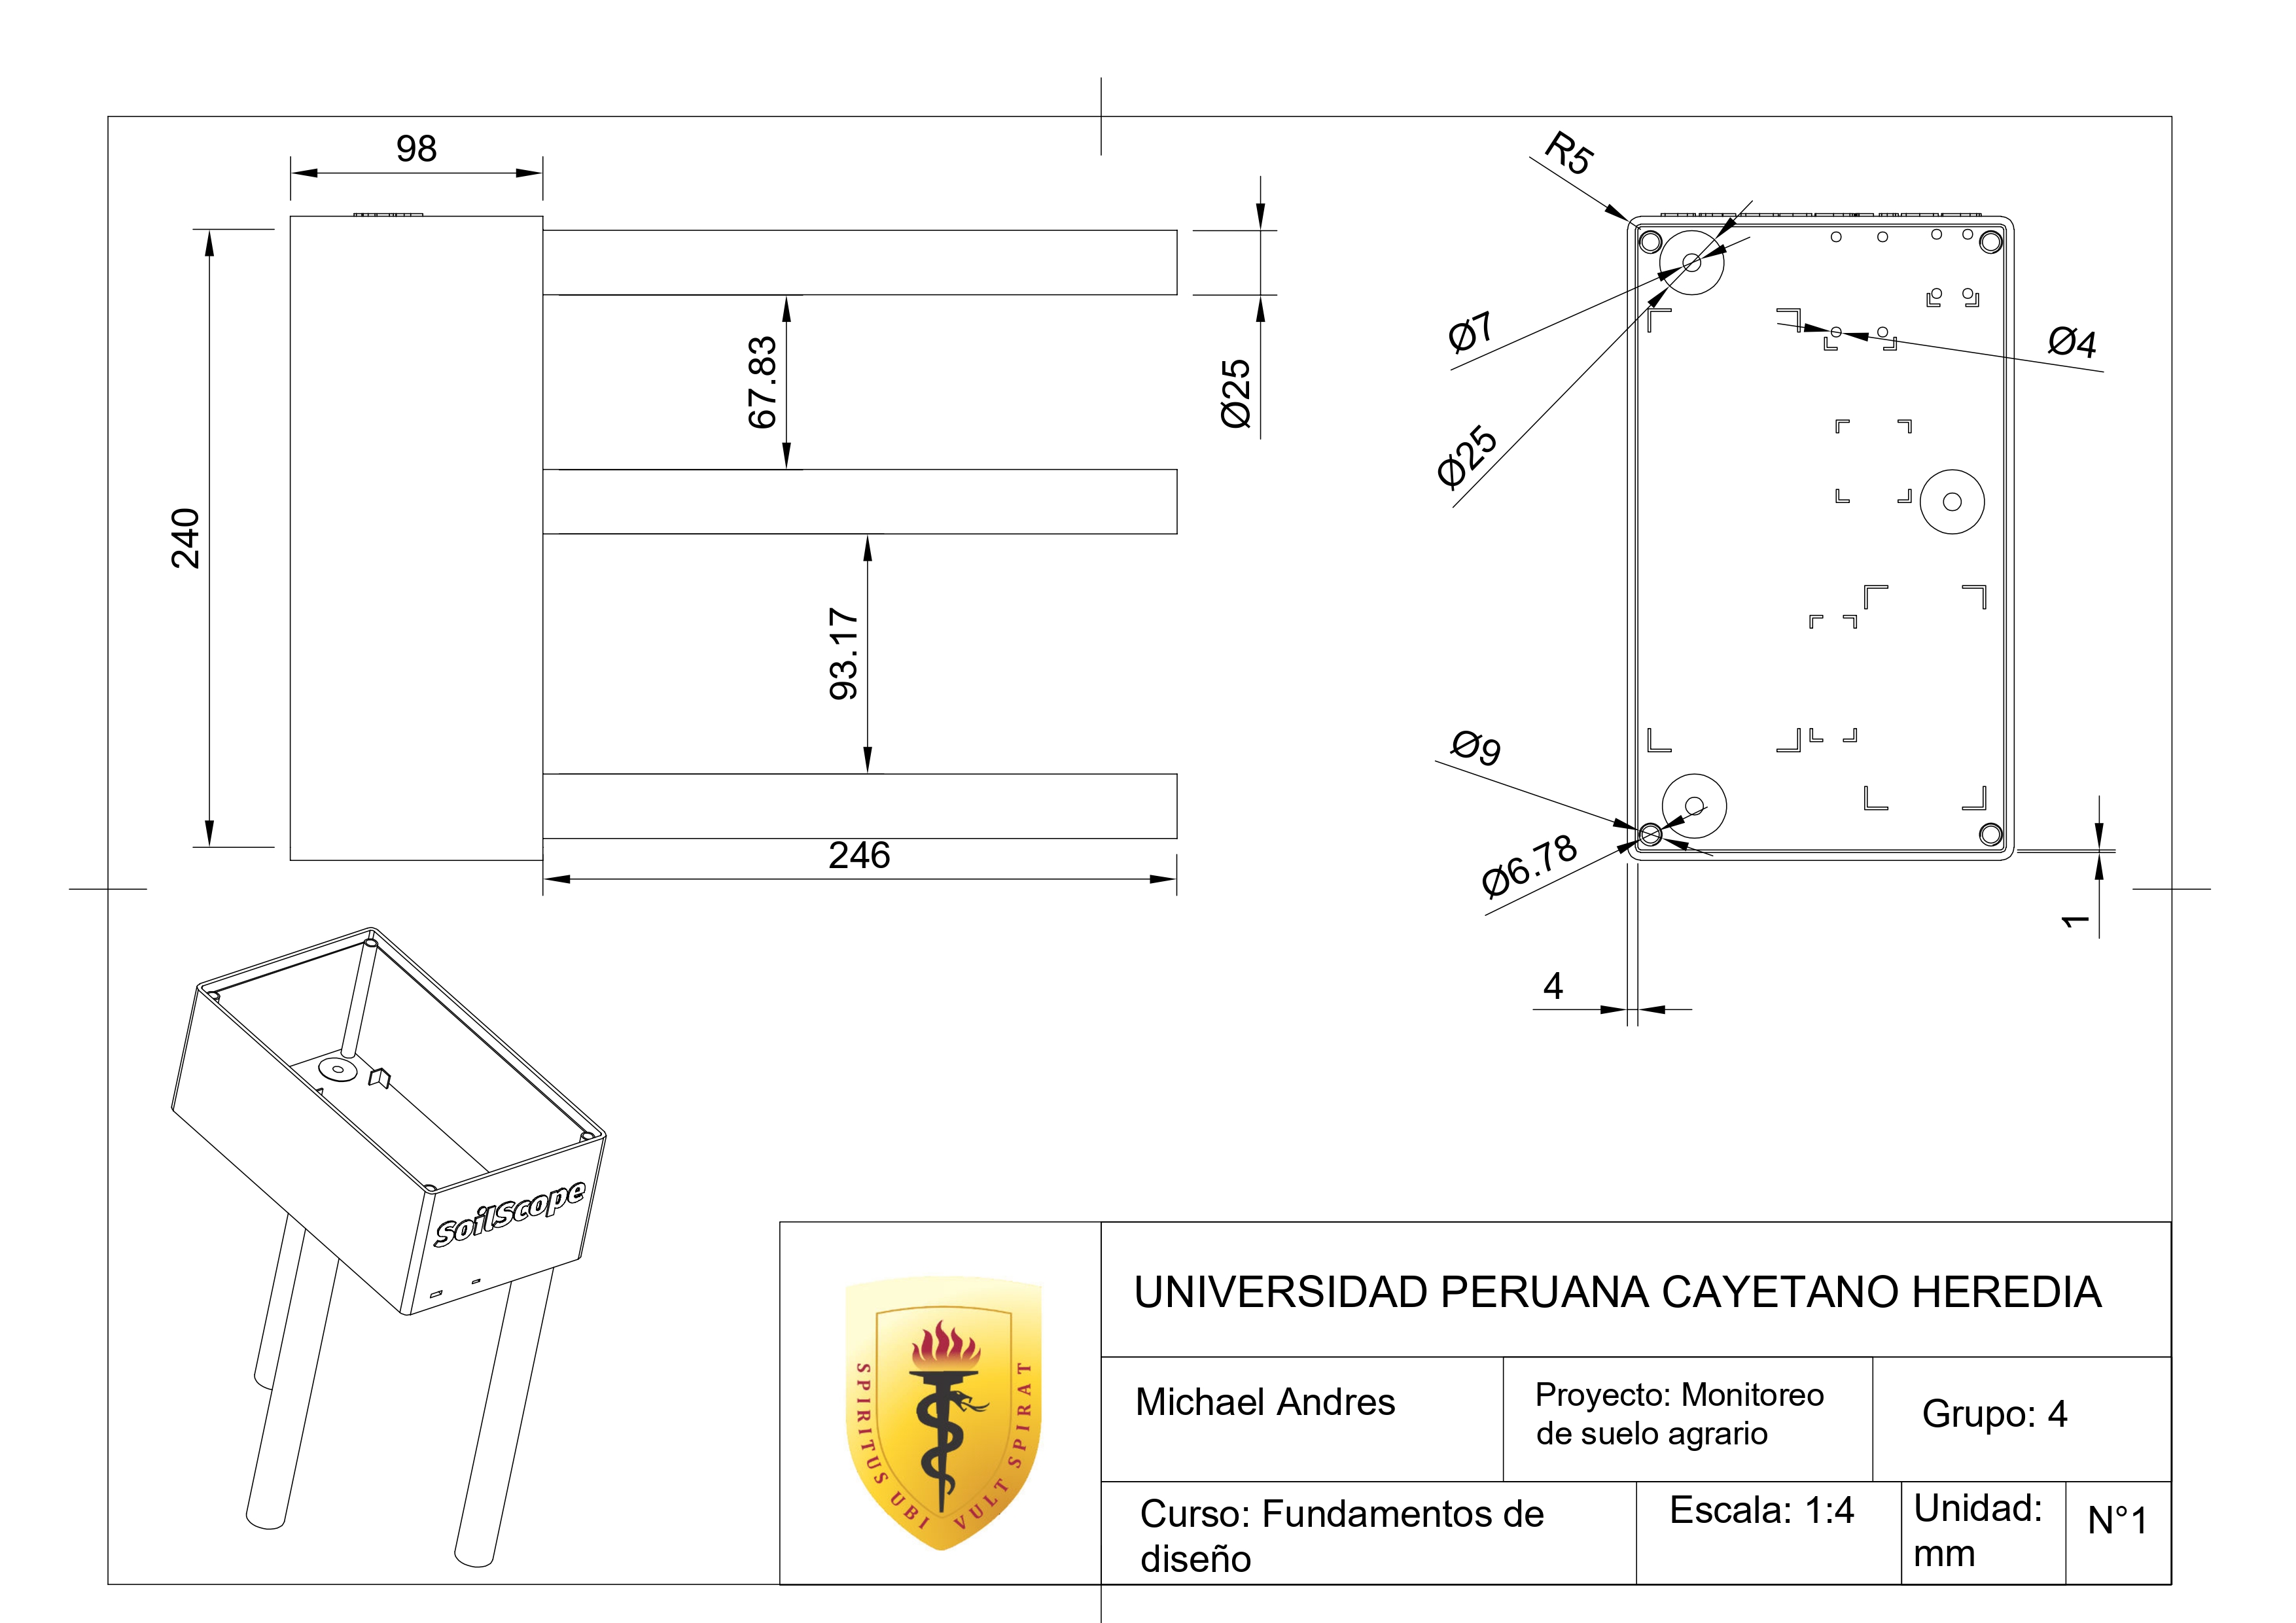 98
R5
240
67.83
Ø25
Ø7
Ø4
Ø25
93.17
Ø9
246
Ø6.78
1
4
SoilScope
UNIVERSIDAD PERUANA CAYETANO HEREDIA
SPIRITUS UBI VULT SPIRAT
Michael Andres
Proyecto: Monitoreo
de suelo agrario
Grupo: 4
Curso: Fundamentos de
diseño
Escala: 1:4
Unidad:
mm
N°1